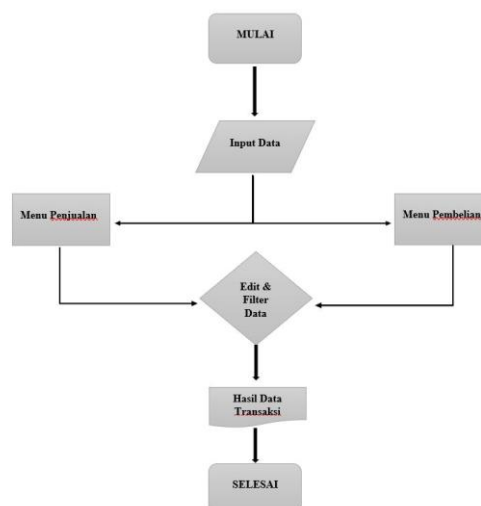 MULAI
Input Data
Menu Penjualan
Menu Pembelian
Edit &
Filter
Data
Hasil Data
Transaksi
SELESAI